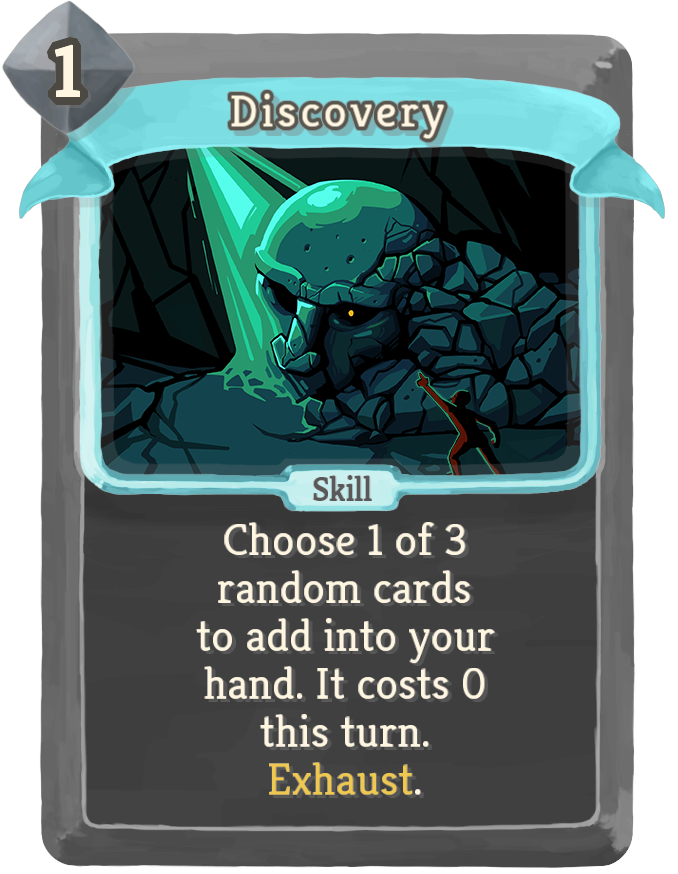 1
Discovery
Skill
Choose 1 of 3
random cards
to add into your
hand. It costs 0
this turn.
Exhaust.